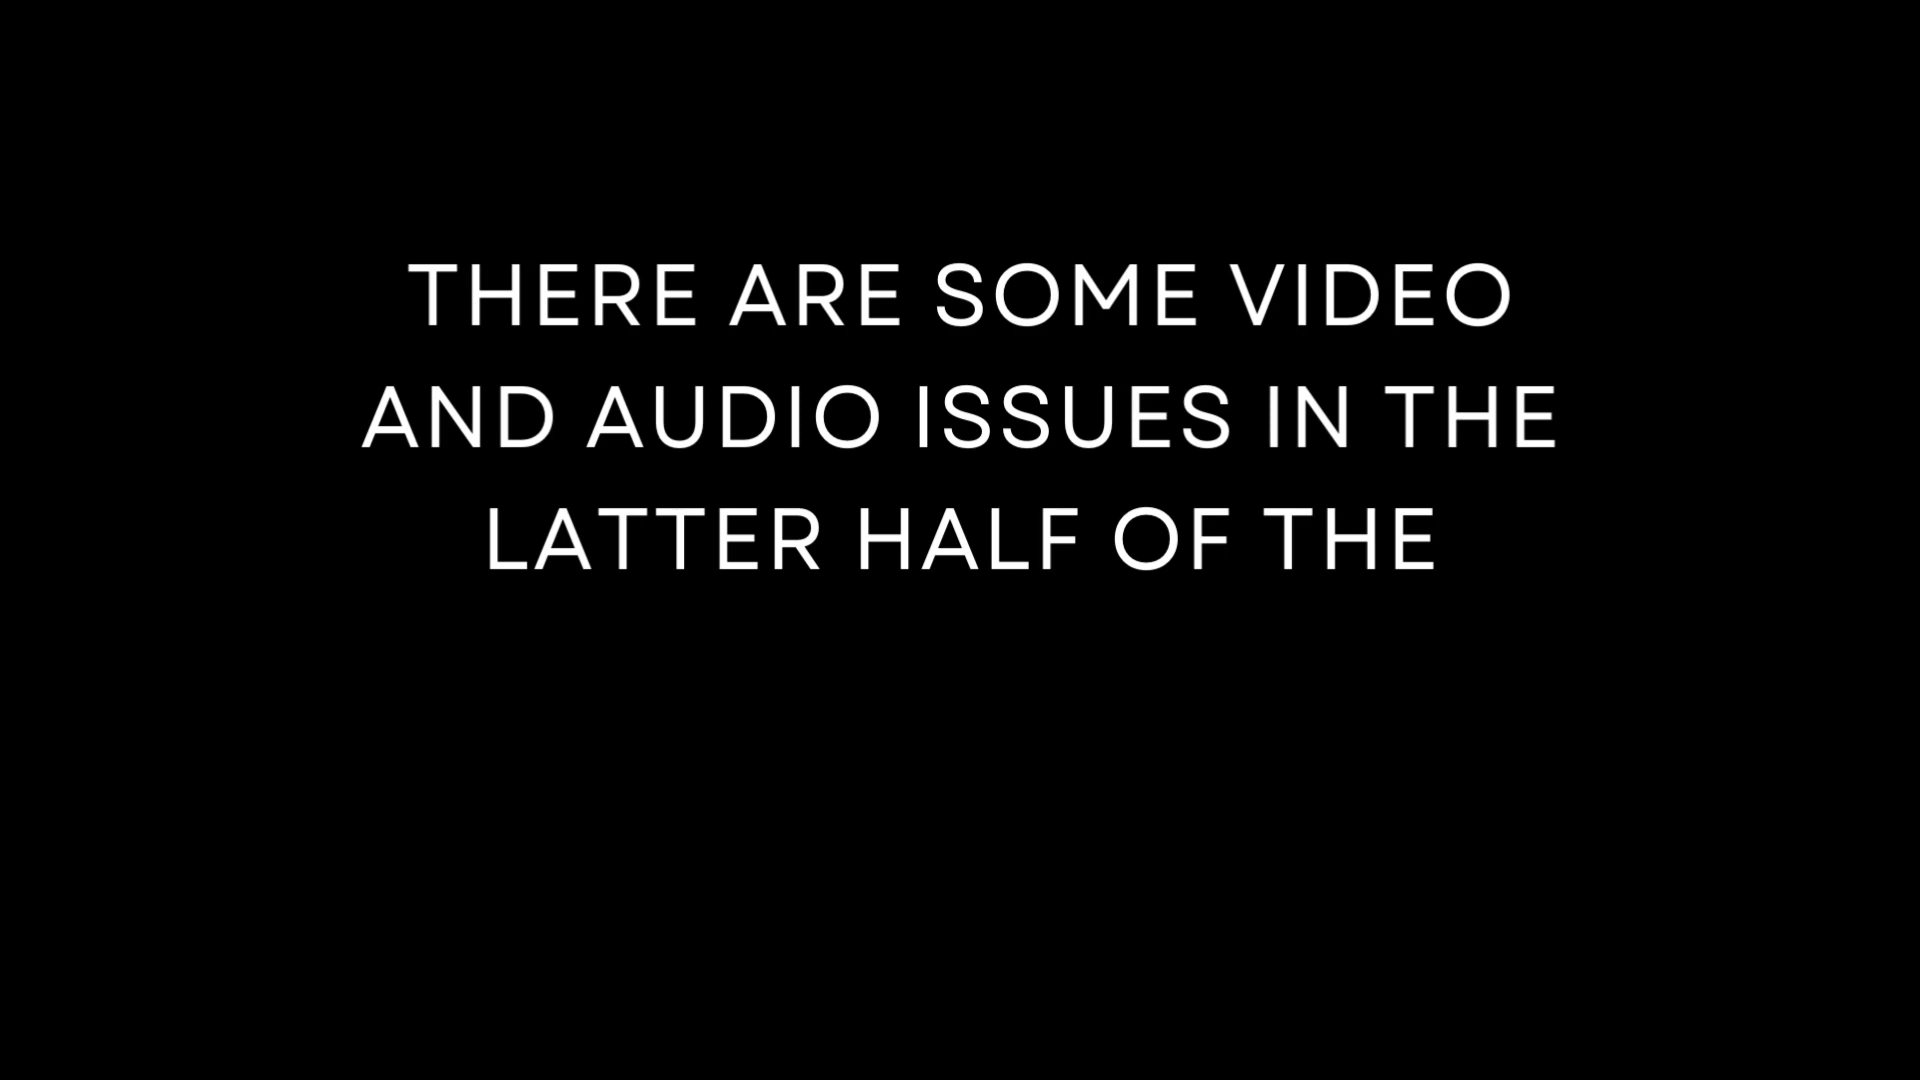 THERE ARE SOME VIDEO
AND AUDIO ISSUES IN THE
LATTER HALF OF THE